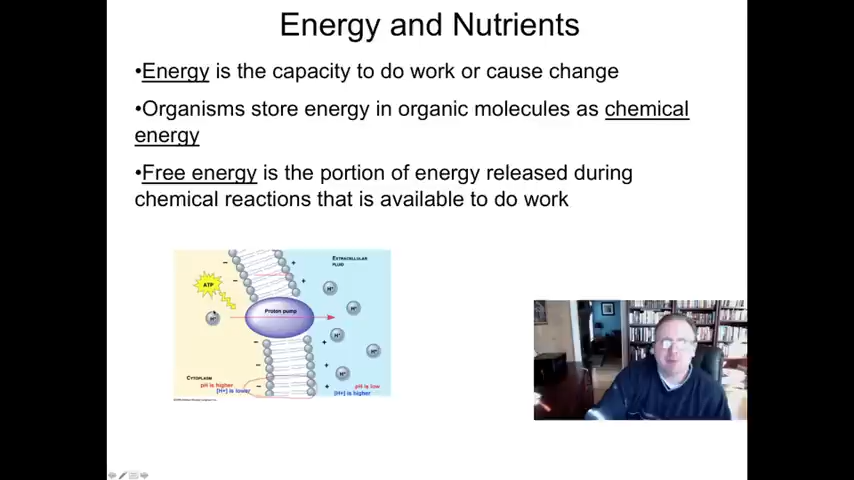 Energy and Nutrients
•Energy is the capacity to do work or cause change
•Organisms store energy in organic molecules as chemical
energy
•Free energy is the portion of energy released during
chemical reactions that is available to do work
EXTRACELLULAR
FLUID
ATP
H+
H+
H+
Proton pump
H+
H+
H+
CYTOPLASM
pH is higher
[H+] is lower
pH is low
[H+] is higher